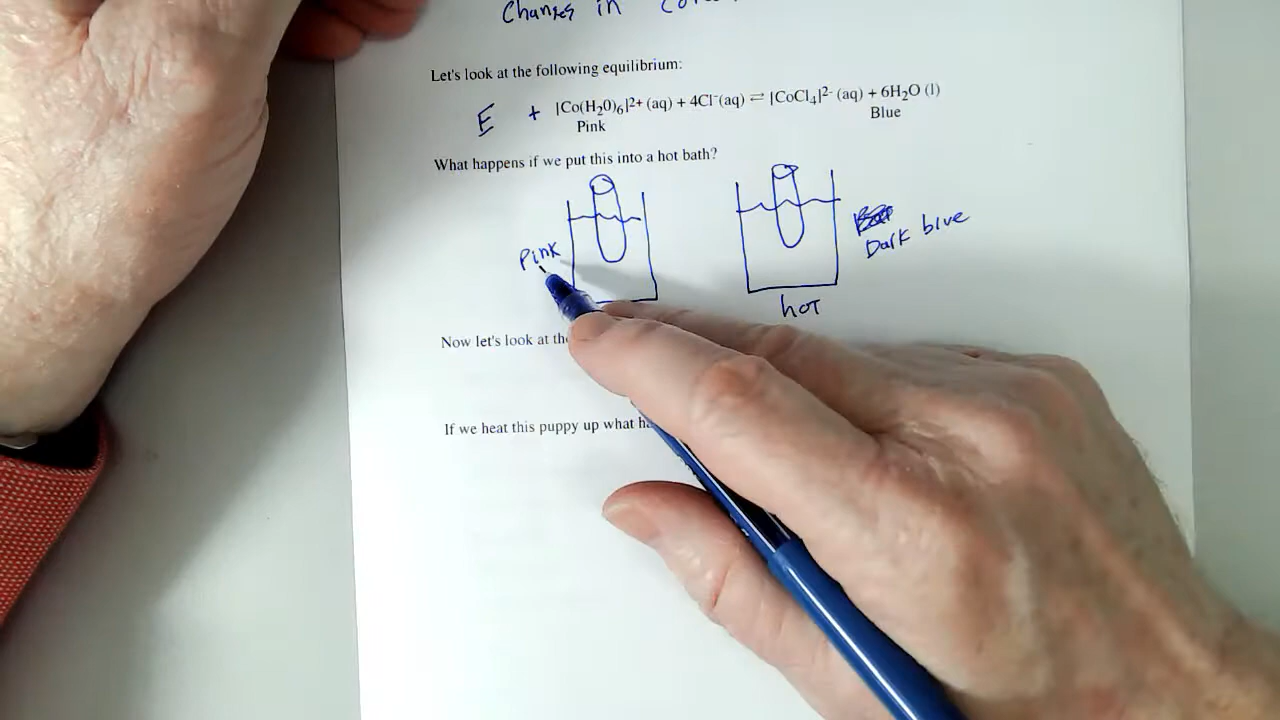 Changes in
Let's look at the following equilibrium:
E + [Co(H20)6]2+ (aq) + 4Cl-(aq) ⇌ [CoCl4]2- (aq) + 6H2O (l)
Pink Blue
What happens if we put this into a hot bath?
Pink
Dark blue
hot
Now let's look at the
If we heat this puppy up what